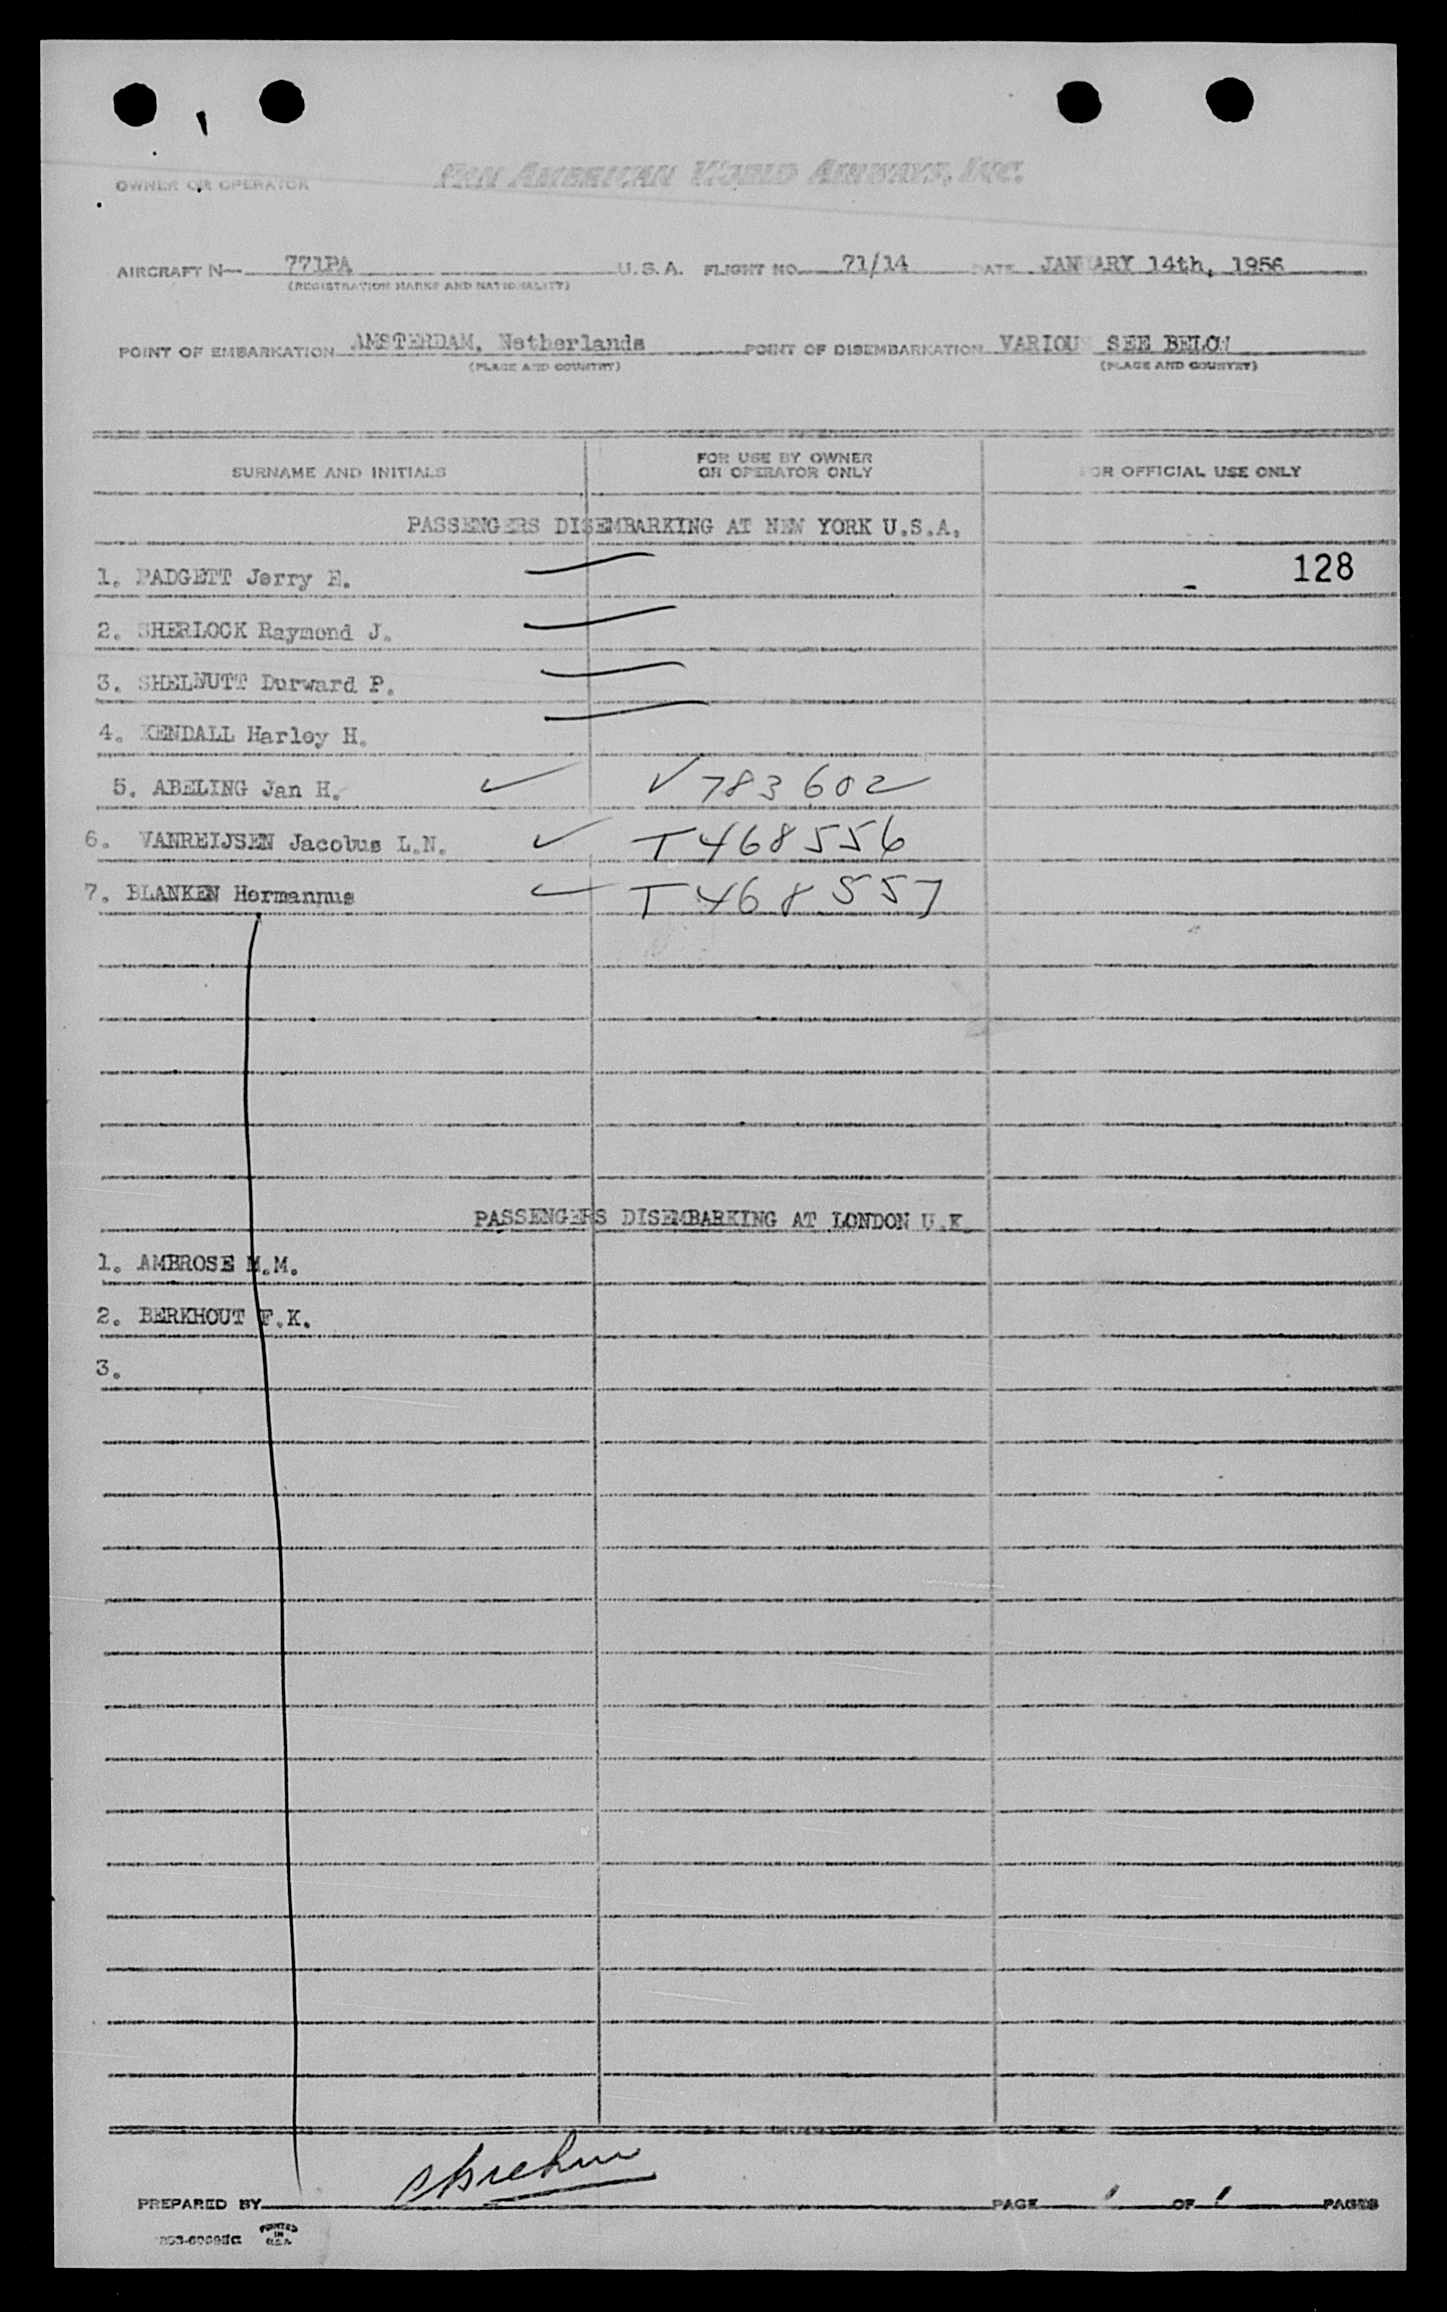 OWNER OR OPERATOR PAN AMERICAN WORLD AIRWAYS, INC.
AIRCRAFT N— 771PA U.S.A. FLIGHT NO. 71/14 DATE JANUARY 14th, 1956
(REGISTRATION MARKS AND NATIONALITY)
POINT OF EMBARKATION AMSTERDAM, Netherlands POINT OF DISEMBARKATION VARIOUS SEE BELOW
(PLACE AND COUNTRY) (PLACE AND COUNTRY)
SURNAME AND INITIALS FOR USE BY OWNER OR OPERATOR ONLY FOR OFFICIAL USE ONLY
PASSENGERS DISEMBARKING AT NEW YORK U.S.A.
1. PADGETT Jerry E. 128
2. SHERLOCK Raymond J.
3. SHELNUTT Durward P.
4. KENDALL Harley H.
5. ABELING Jan H. ✓ V783602
6. VANREIJSEN Jacobus L.N. ✓ T468556
7. BLANKEN Hermannus ✓ T468557
PASSENGERS DISEMBARKING AT LONDON U.K.
1. AMBROSE M.M.
2. BERKHOUT F.K.
3.
PREPARED BY PAGE 1 OF 1 PAGES
PRINTED IN U.S.A.